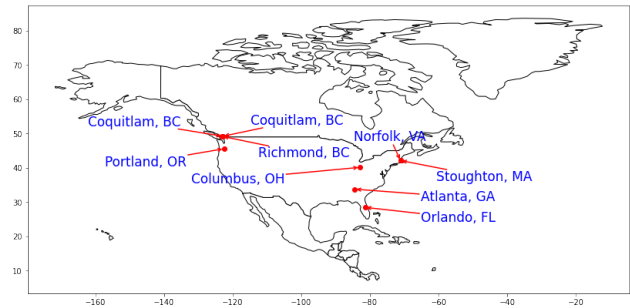 80
70
60
50
40
30
20
10
Coquitlam, BC
Coquitlam, BC
Norfolk, VA
Portland, OR
Richmond, BC
Columbus, OH
Stoughton, MA
Atlanta, GA
Orlando, FL
−160
−140
−120
−100
−80
−60
−40
−20